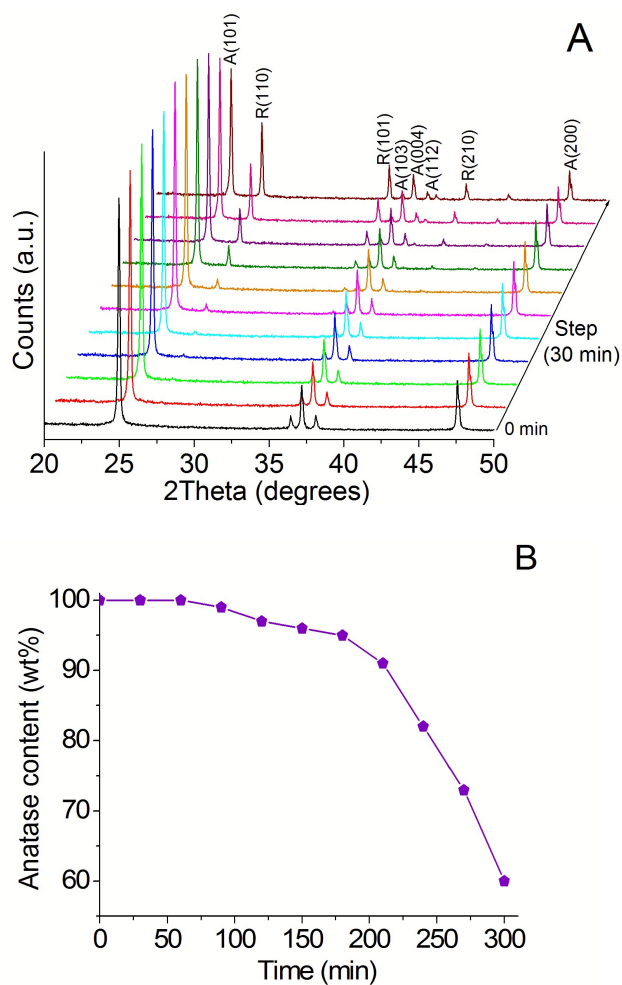 A
A(101)
R(110)
R(101)
A(103)
A(004)
A(112)
R(210)
A(200)
Counts (a.u.)
Step
(30 min)
0 min
20 25 30 35 40 45 50
2Theta (degrees)
B
Anatase content (wt%)
100
90
80
70
60
0 50 100 150 200 250 300
Time (min)